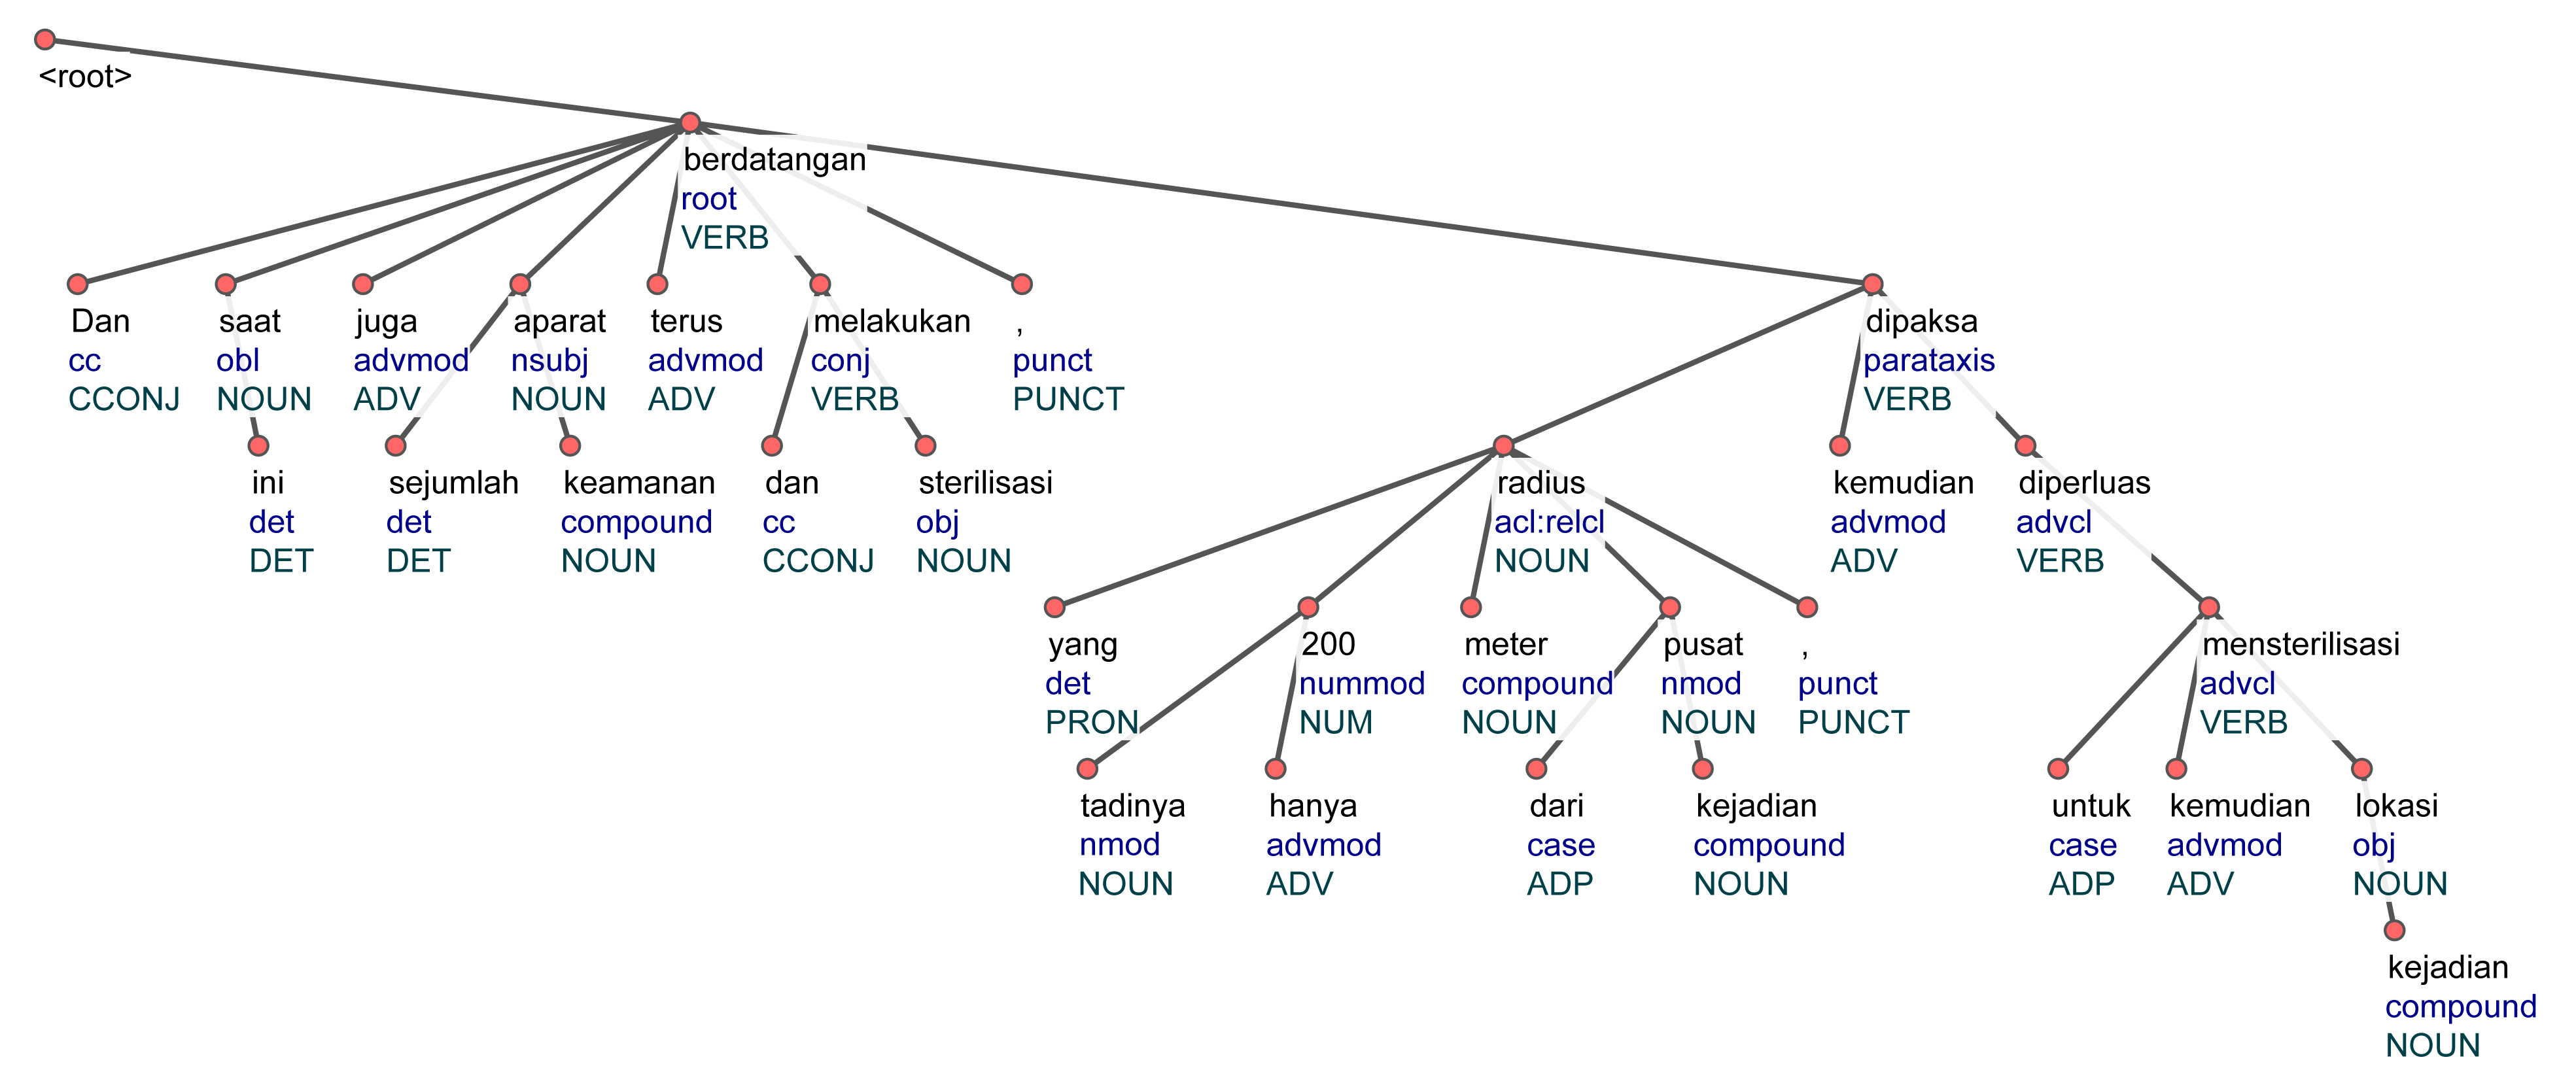 <root>
berdatangan
root
VERB
Dan saat juga aparat terus melakukan , dipaksa
cc obl advmod nsubj advmod conj punct parataxis
CCONJ NOUN ADV NOUN ADV VERB PUNCT VERB
ini sejumlah keamanan dan sterilisasi radius kemudian diperluas
det det compound cc obj acl:relcl advmod advcl
DET DET NOUN CCONJ NOUN NOUN ADV VERB
yang 200 meter pusat , mensterilisasi
det nummod compound nmod punct advcl
PRON NUM NOUN NOUN PUNCT VERB
tadinya hanya dari kejadian untuk kemudian lokasi
nmod advmod case compound case advmod obj
NOUN ADV ADP NOUN ADP ADV NOUN
kejadian
compound
NOUN